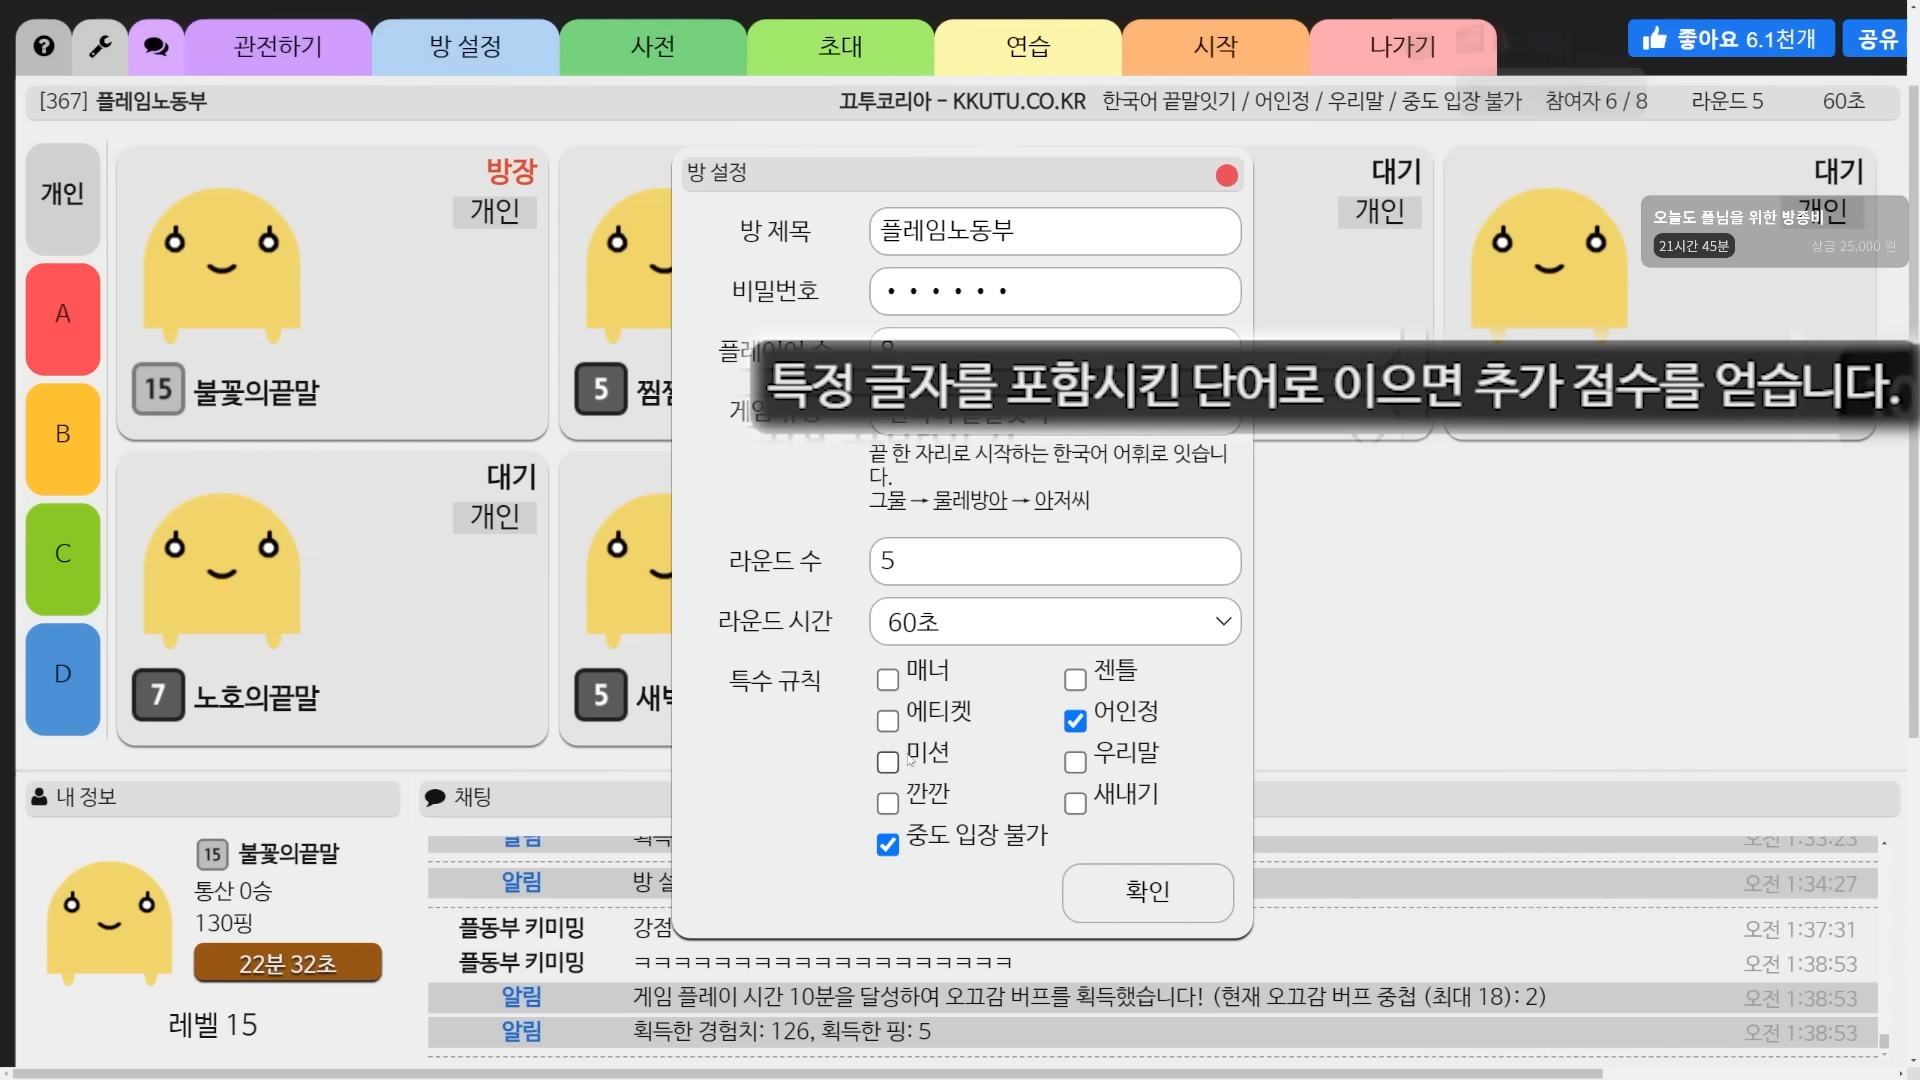 관전하기
방 설정
사전
초대
연습
시작
나가기
좋아요 6.1천개
공유
[367] 플레임노동부
끄투코리아 - KKUTU.CO.KR
한국어 끝말잇기 / 어인정 / 우리말 / 중도 입장 불가
참여자 6 / 8
라운드 5
60초
개인
A
B
C
D
방장
개인
15 불꽃의끝말
5
대기
개인
대기
개인
오늘도 플님을 위한 방종비
21시간 45분
상금 25,000 원
대기
개인
7 노호의끝말
5
방 설정
방 제목
플레임노동부
비밀번호
특정 글자를 포함시킨 단어로 이으면 추가 점수를 얻습니다.
끝 한 자리로 시작하는 한국어 어휘로 잇습니
다.
그물 → 물레방아 → 아저씨
라운드 수
5
라운드 시간
60초
특수 규칙
매너
젠틀
에티켓
어인정
미션
우리말
깐깐
새내기
중도 입장 불가
확인
내 정보
15 불꽃의끝말
통산 0승
130핑
22분 32초
레벨 15
채팅
알림
오전 1:33:23
알림 방 설
오전 1:34:27
플동부 키미밍 강점
오전 1:37:31
플동부 키미밍 ㅋㅋㅋㅋㅋㅋㅋㅋㅋㅋㅋㅋㅋㅋㅋㅋㅋㅋㅋ
오전 1:38:53
알림 게임 플레이 시간 10분을 달성하여 오끄감 버프를 획득했습니다! (현재 오끄감 버프 중첩 (최대 18): 2)
오전 1:38:53
알림 획득한 경험치: 126, 획득한 핑: 5
오전 1:38:53